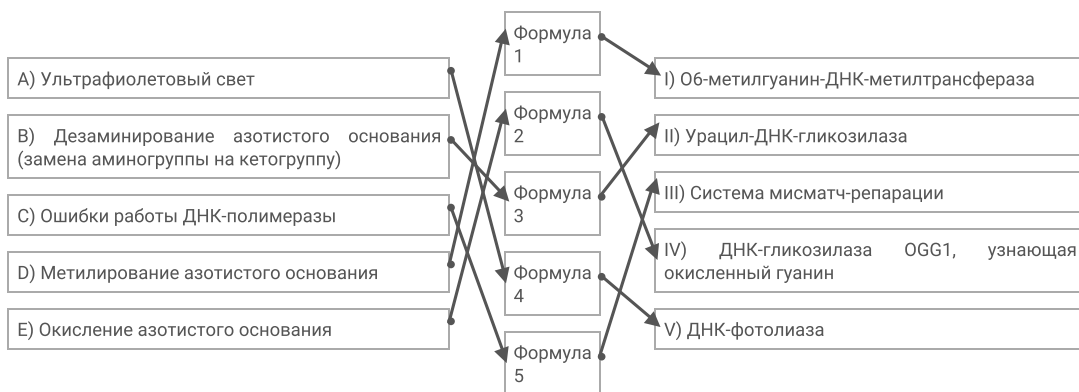 A) Ультрафиолетовый свет
B) Дезаминирование азотистого основания
(замена аминогруппы на кетогруппу)
C) Ошибки работы ДНК-полимеразы
D) Метилирование азотистого основания
E) Окисление азотистого основания
Формула
1
Формула
2
Формула
3
Формула
4
Формула
5
I) О6-метилгуанин-ДНК-метилтрансфераза
II) Урацил-ДНК-гликозилаза
III) Система мисматч-репарации
IV) ДНК-гликозилаза OGG1, узнающая
окисленный гуанин
V) ДНК-фотолиаза